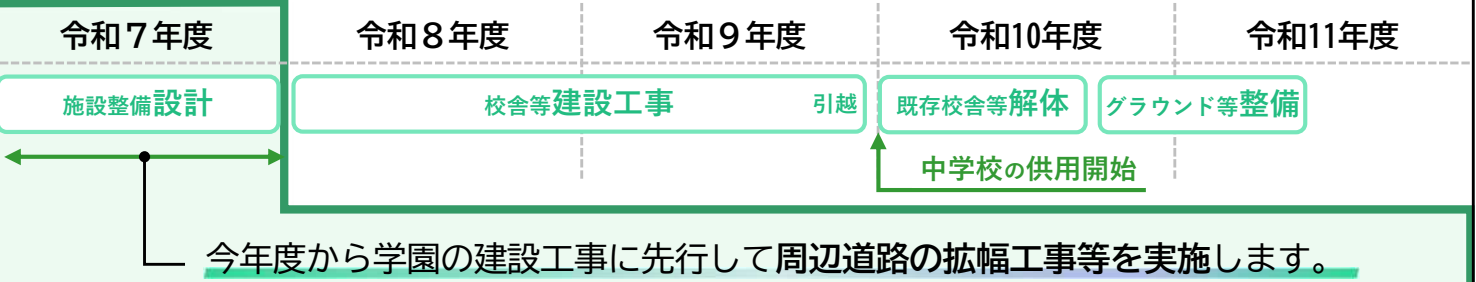 令和７年度 令和８年度 令和９年度 令和10年度 令和11年度
施設整備設計 校舎等建設工事 引越 既存校舎等解体 グラウンド等整備
中学校の供用開始
今年度から学園の建設工事に先行して周辺道路の拡幅工事等を実施します。